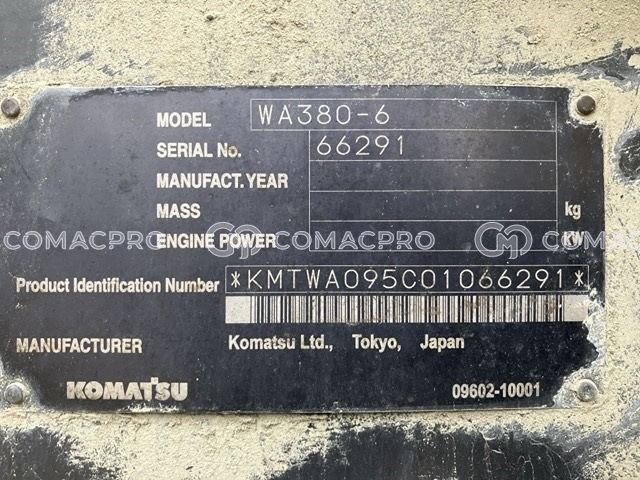 MODEL WA380-6
SERIAL No. 66291
MANUFACT. YEAR
MASS kg
COMACPRO COMACPRO COMAC
ENGINE POWER KW
Product Identification Number *KMTWA095C01066291*
MANUFACTURER Komatsu Ltd., Tokyo, Japan
KOMATSU 09602-10001